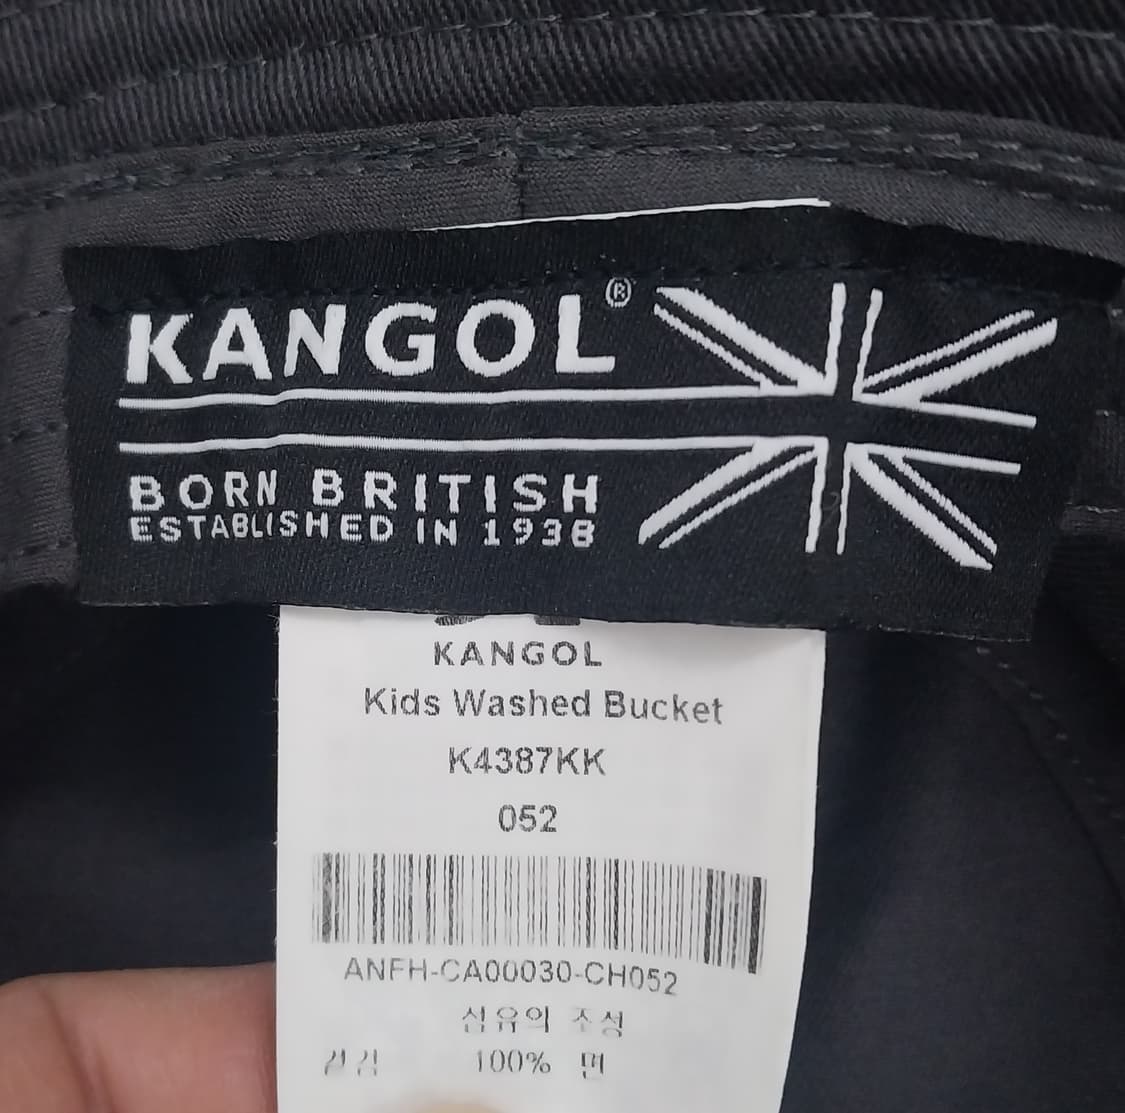 KANGOL®
BORN BRITISH
ESTABLISHED IN 1938
KANGOL
Kids Washed Bucket
K4387KK
052
ANFH-CA00030-CH052
섬유의 조성
겉감 100% 면